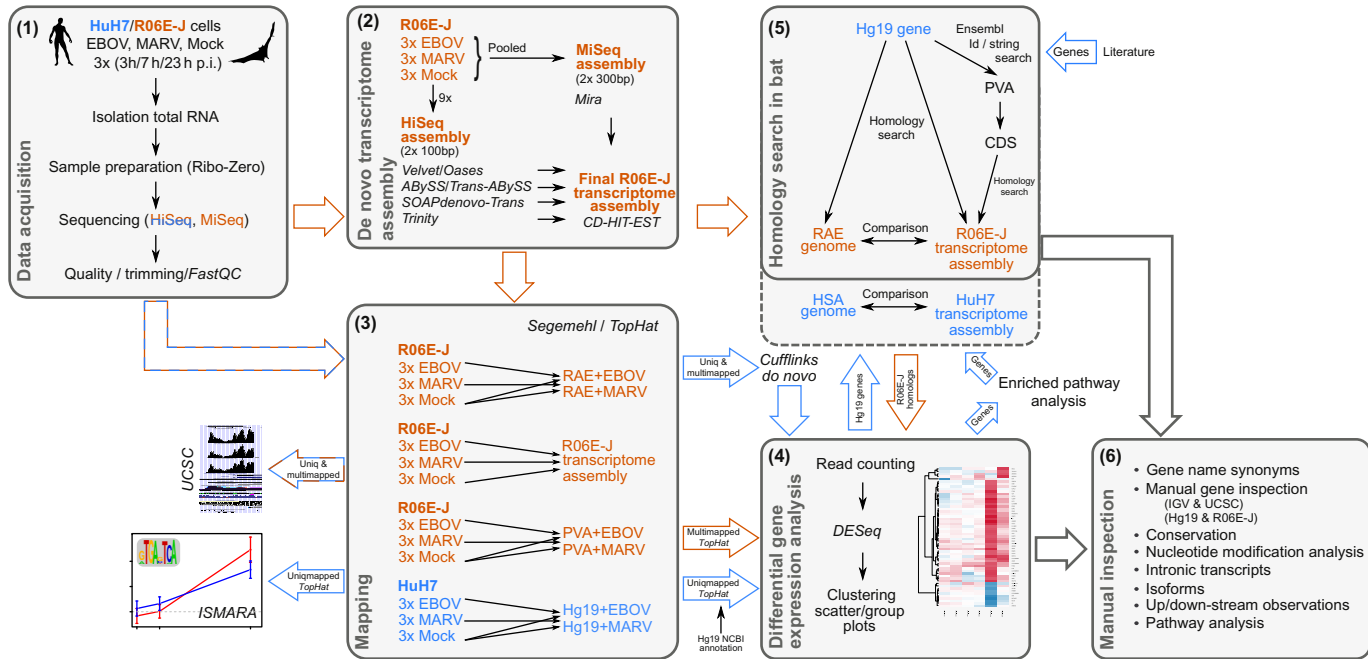 (1)
HuH7/R06E-J cells
EBOV, MARV, Mock
3x (3h/7 h/23 h p.i.)
Isolation total RNA
Sample preparation (Ribo-Zero)
Sequencing (HiSeq, MiSeq)
Quality / trimming/FastQC
Data acquisition
(2)
R06E-J
3x EBOV
3x MARV
3x Mock
Pooled
MiSeq
assembly
(2x 300bp)
Mira
9x
HiSeq
assembly
(2x 100bp)
Velvet/Oases
ABySS/Trans-ABySS
SOAPdenovo-Trans
Trinity
Final R06E-J
transcriptome
assembly
CD-HIT-EST
De novo transcriptome
assembly
(5)
Hg19 gene
Ensembl
Id / string
search
PVA
CDS
Homology
search
Homology
search
RAE
genome
Comparison
R06E-J
transcriptome
assembly
Homology search in bat
HSA
genome
Comparison
HuH7
transcriptome
assembly
Genes
Literature
(3)
Segemehl / TopHat
R06E-J
3x EBOV
3x MARV
3x Mock
RAE+EBOV
RAE+MARV
R06E-J
3x EBOV
3x MARV
3x Mock
R06E-J
transcriptome
assembly
R06E-J
3x EBOV
3x MARV
3x Mock
PVA+EBOV
PVA+MARV
HuH7
3x EBOV
3x MARV
3x Mock
Hg19+EBOV
Hg19+MARV
Mapping
UCSC
Uniq &
multimapped
ISMARA
Uniqmapped
TopHat
Uniq &
multimapped
Cufflinks
do novo
Hg19 genes
R06E-J
homologs
Genes
Genes
Enriched pathway
analysis
Multimapped
TopHat
Uniqmapped
TopHat
Hg19 NCBI
annotation
(4)
Read counting
DESeq
Clustering
scatter/group
plots
Differential gene
expression analysis
(6)
• Gene name synonyms
• Manual gene inspection
(IGV & UCSC)
(Hg19 & R06E-J)
• Conservation
• Nucleotide modification analysis
• Intronic transcripts
• Isoforms
• Up/down-stream observations
• Pathway analysis
Manual inspection